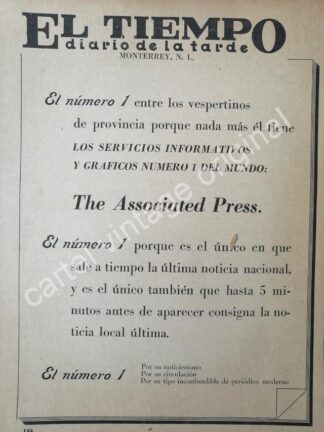 EL TIEMPO
diario de la tarde
MONTERREY, N. L.
El número 1 entre los vespertinos
de provincia porque nada más él tiene
LOS SERVICIOS INFORMATIVOS
Y GRAFICOS NUMERO 1 DEL MUNDO:
The Associated Press.
El número 1 porque es el único en que
sale a tiempo la última noticia nacional,
y es el único también que hasta 5 mi-
nutos antes de aparecer consigna la no-
ticia local última.
El número 1
Por su noticierismo
Por su circulación
Por su tipo inconfundible de periódico moderno
cartel vintage original